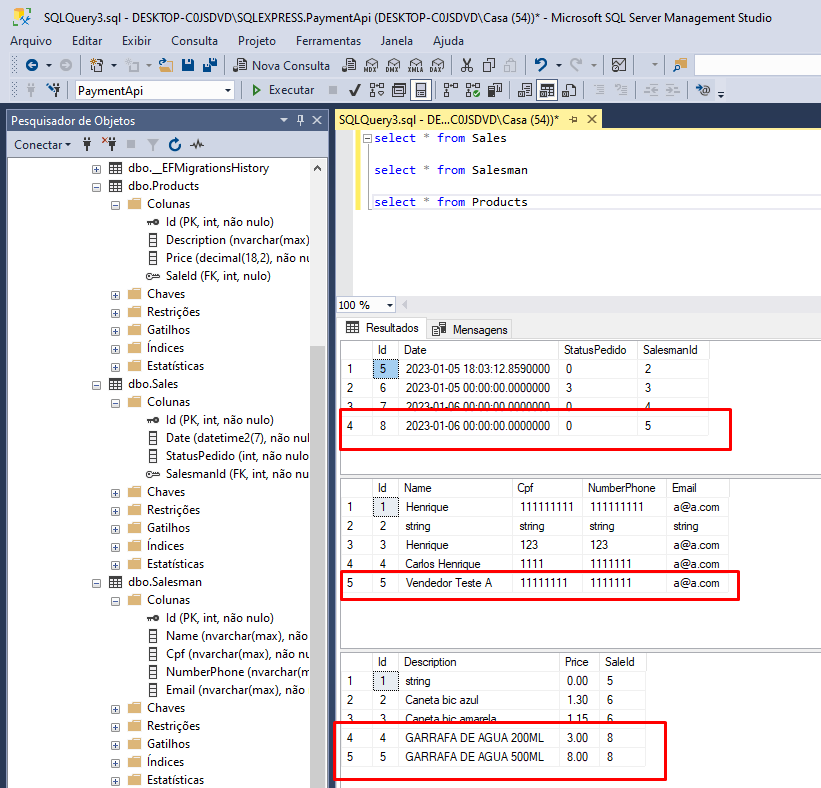 SQLQuery3.sql - DESKTOP-C0JSDVD\SQLEXPRESS.PaymentApi (DESKTOP-C0JSDVD\Casa (54))* - Microsoft SQL Server Management Studio
Arquivo Editar Exibir Consulta Projeto Ferramentas Janela Ajuda
Nova Consulta MDX DMX XMLA DAX
PaymentApi Executar
Pesquisador de Objetos
Conectar
dbo.__EFMigrationsHistory
dbo.Products
Colunas
Id (PK, int, não nulo)
Description (nvarchar(max)
Price (decimal(18,2), não nu
SaleId (FK, int, nulo)
Chaves
Restrições
Gatilhos
Índices
Estatísticas
dbo.Sales
Colunas
Id (PK, int, não nulo)
Date (datetime2(7), não nul
StatusPedido (int, não nulo
SalesmanId (FK, int, não nu
Chaves
Restrições
Gatilhos
Índices
Estatísticas
dbo.Salesman
Colunas
Id (PK, int, não nulo)
Name (nvarchar(max), não
Cpf (nvarchar(max), não nu
NumberPhone (nvarchar(m
Email (nvarchar(max), não
Chaves
Restrições
Gatilhos
Índices
Estatísticas
SQLQuery3.sql - DE...C0JSDVD\Casa (54))*
select * from Sales
select * from Salesman
select * from Products
100 %
Resultados Mensagens
Id Date StatusPedido SalesmanId
1 5 2023-01-05 18:03:12.8590000 0 2
2 6 2023-01-05 00:00:00.0000000 3 3
3 7 2023-01-06 00:00:00.0000000 0 4
4 8 2023-01-06 00:00:00.0000000 0 5
Id Name Cpf NumberPhone Email
1 1 Henrique 111111111 111111111 a@a.com
2 2 string string string string
3 3 Henrique 123 123 a@a.com
4 4 Carlos Henrique 1111 1111111 a@a.com
5 5 Vendedor Teste A 11111111 1111111 a@a.com
Id Description Price SaleId
1 1 string 0.00 5
2 2 Caneta bic azul 1.30 6
3 3 Caneta bic amarela 1.15 6
4 4 GARRAFA DE AGUA 200ML 3.00 8
5 5 GARRAFA DE AGUA 500ML 8.00 8